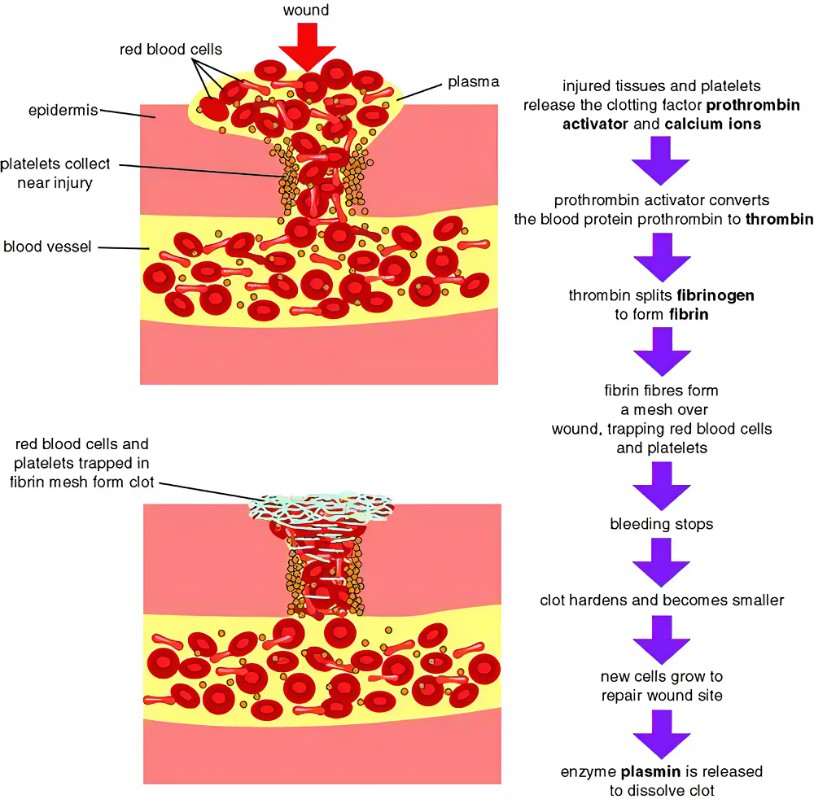 wound
red blood cells
plasma
epidermis
platelets collect
near injury
blood vessel
red blood cells and
platelets trapped in
fibrin mesh form clot
injured tissues and platelets
release the clotting factor prothrombin
activator and calcium ions
prothrombin activator converts
the blood protein prothrombin to thrombin
thrombin splits fibrinogen
to form fibrin
fibrin fibres form
a mesh over
wound, trapping red blood cells
and platelets
bleeding stops
clot hardens and becomes smaller
new cells grow to
repair wound site
enzyme plasmin is released
to dissolve clot